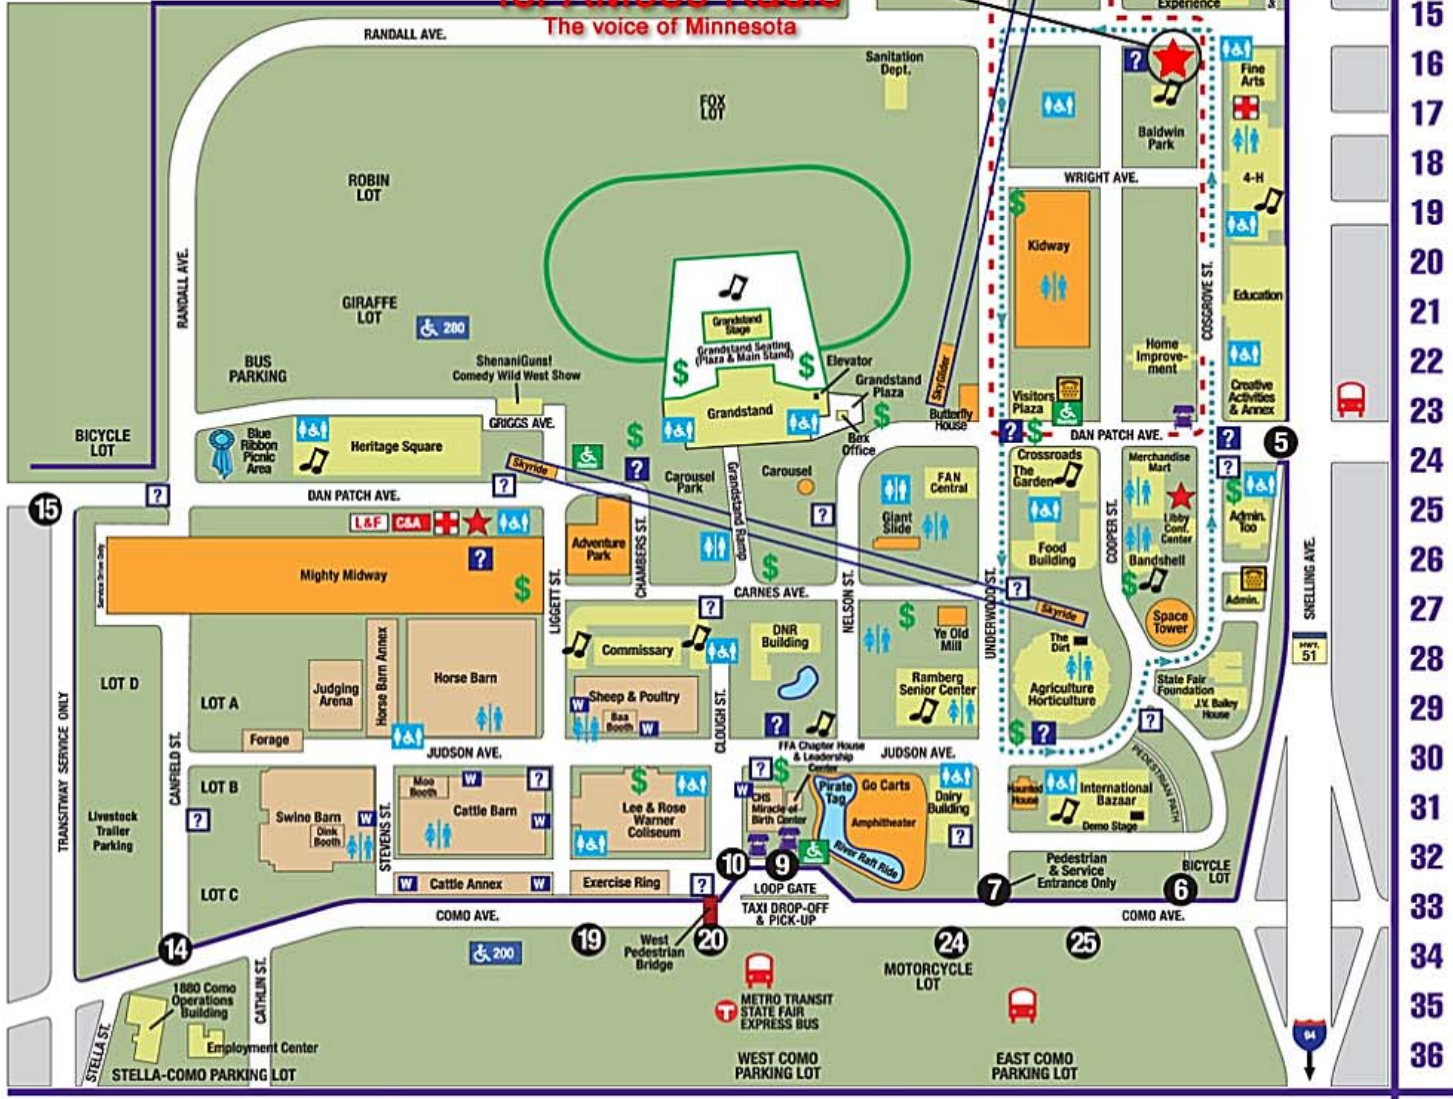 The voice of Minnesota
Experience
RANDALL AVE.
Sanitation
Dept.
FOX
LOT
ROBIN
LOT
RANDALL AVE.
GIRAFFE
LOT
280
BUS
PARKING
BICYCLE
LOT
?
Fine
Arts
Baldwin
Park
WRIGHT AVE.
4-H
$
Kidway
COSGROVE ST.
Education
Home
Improve-
ment
Creative
Activities
& Annex
Visitors
Plaza
Grandstand
Stage
Grandstand Seating
(Plaza & Main Stand)
$
$
Elevator
Grandstand
Plaza
Grandstand
Box
Office
$
SkyGlider
Butterfly
House
ShenaniGuns!
Comedy Wild West Show
GRIGGS AVE.
Blue
Ribbon
Picnic
Area
Heritage Square
Skyride
$
?
?
$
DAN PATCH AVE.
?
5
15
?
DAN PATCH AVE.
?
Carousel
Park
Grandstand Ramp
Carousel
?
FAN
Central
Giant
Slide
Crossroads
The
Garden
Food
Building
COOPER ST.
Merchandise
Mart
Libby
Conf.
Center
Bandshell
$
?
$
Admin.
Too
Admin.
SNELLING AVE.
HWY.
51
L&F
C&A
Service Drive Only
Mighty Midway
?
$
Adventure
Park
CHAMBERS ST.
LIGGETT ST.
$
CARNES AVE.
NELSON ST.
UNDERWOOD ST.
?
Skyride
Space
Tower
?
Commissary
DNR
Building
$
Ye Old
Mill
The
Dirt
Agriculture
Horticulture
State Fair
Foundation
J.V. Bailey
House
LOT D
LOT A
Judging
Arena
Horse Barn Annex
Horse Barn
Forage
Sheep & Poultry
W
Baa
Booth
W
CLOUGH ST.
Ramberg
Senior Center
?
$
?
?
TRANSITWAY SERVICE ONLY
CANFIELD ST.
JUDSON AVE.
FFA Chapter House
& Leadership
Center
JUDSON AVE.
PEDESTRIAN PATH
LOT B
Livestock
Trailer
Parking
?
Swine Barn
Oink
Booth
W
STEVENS ST.
Moo
Booth
W
?
Cattle Barn
W
$
Lee & Rose
Warner
Coliseum
?
$
W
CHS
Miracle of
Birth Center
Pirate
Tag
Go Carts
Amphitheater
River Raft Ride
Dairy
Building
?
Haunted
House
International
Bazaar
Demo Stage
LOT C
W
Cattle Annex
W
Exercise Ring
?
10
9
LOOP GATE
TAXI DROP-OFF
& PICK-UP
7
Pedestrian
& Service
Entrance Only
BICYCLE
LOT
6
COMO AVE.
COMO AVE.
14
200
19
West
Pedestrian
Bridge
20
24
25
MOTORCYCLE
LOT
1880 Como
Operations
Building
CATHLIN ST.
STELLA ST.
Employment Center
STELLA-COMO PARKING LOT
T
METRO TRANSIT
STATE FAIR
EXPRESS BUS
WEST COMO
PARKING LOT
EAST COMO
PARKING LOT
94
15
16
17
18
19
20
21
22
23
24
25
26
27
28
29
30
31
32
33
34
35
36